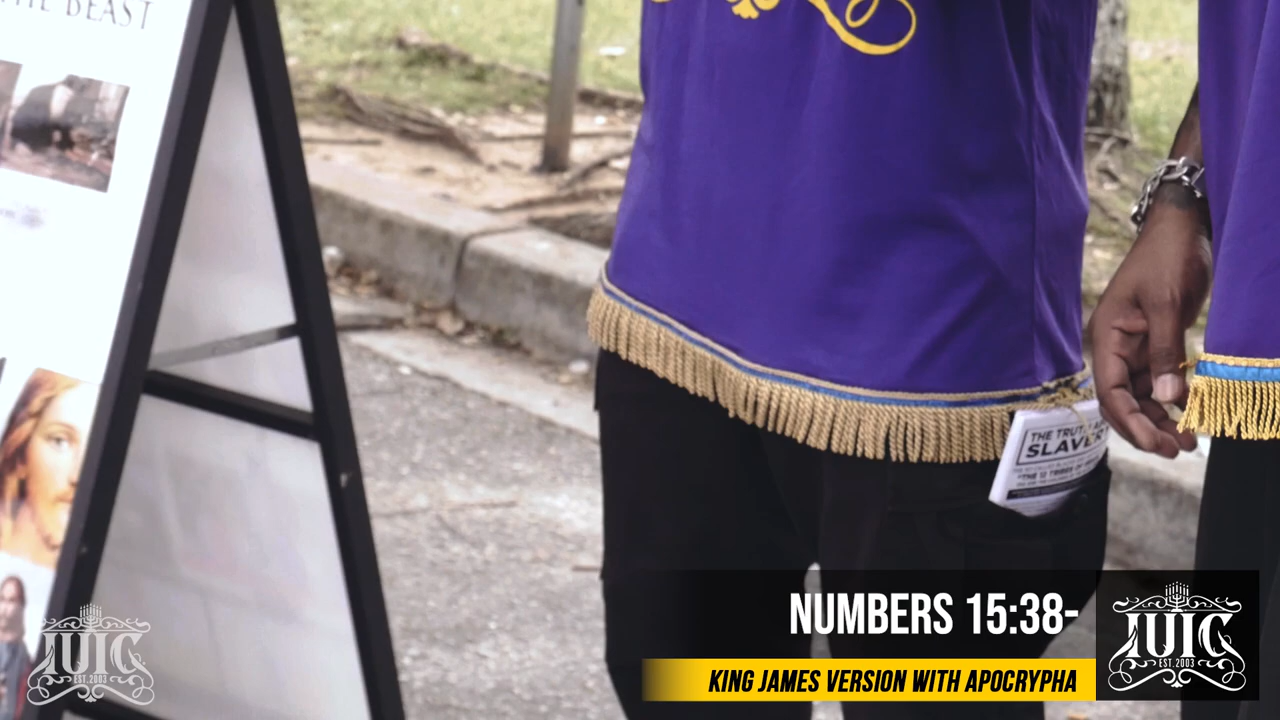 THE BEAST
THE TRUTH
SLAVERY
"THE 12 TRIBES OF
NUMBERS 15:38-
KING JAMES VERSION WITH APOCRYPHA
IUIC
EST.2003
IUIC
EST.2003